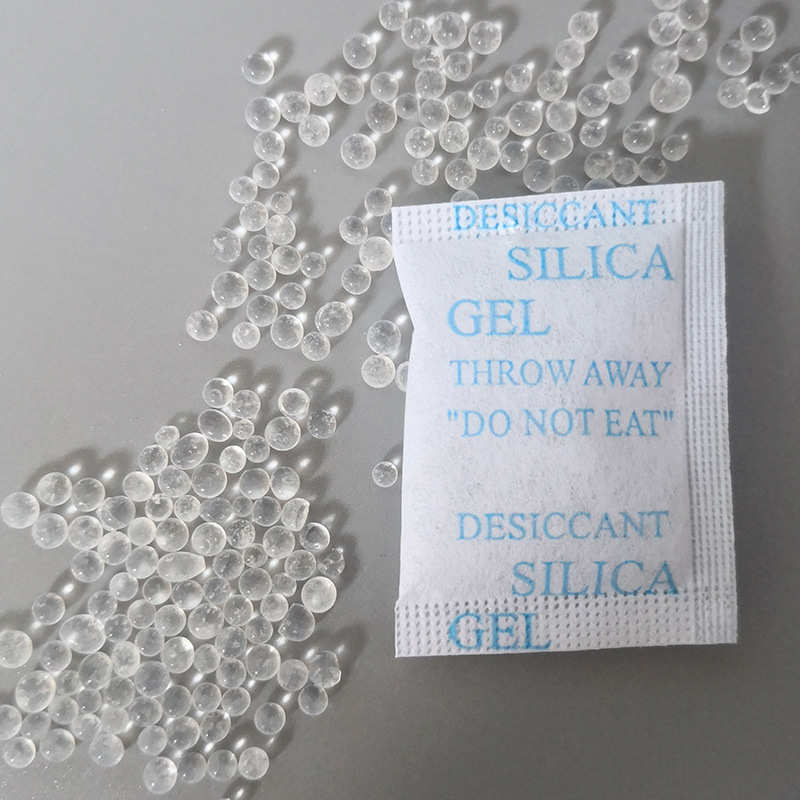 DESICCANT
SILICA
GEL
THROW AWAY
"DO NOT EAT"
DESICCANT
SILICA
GEL